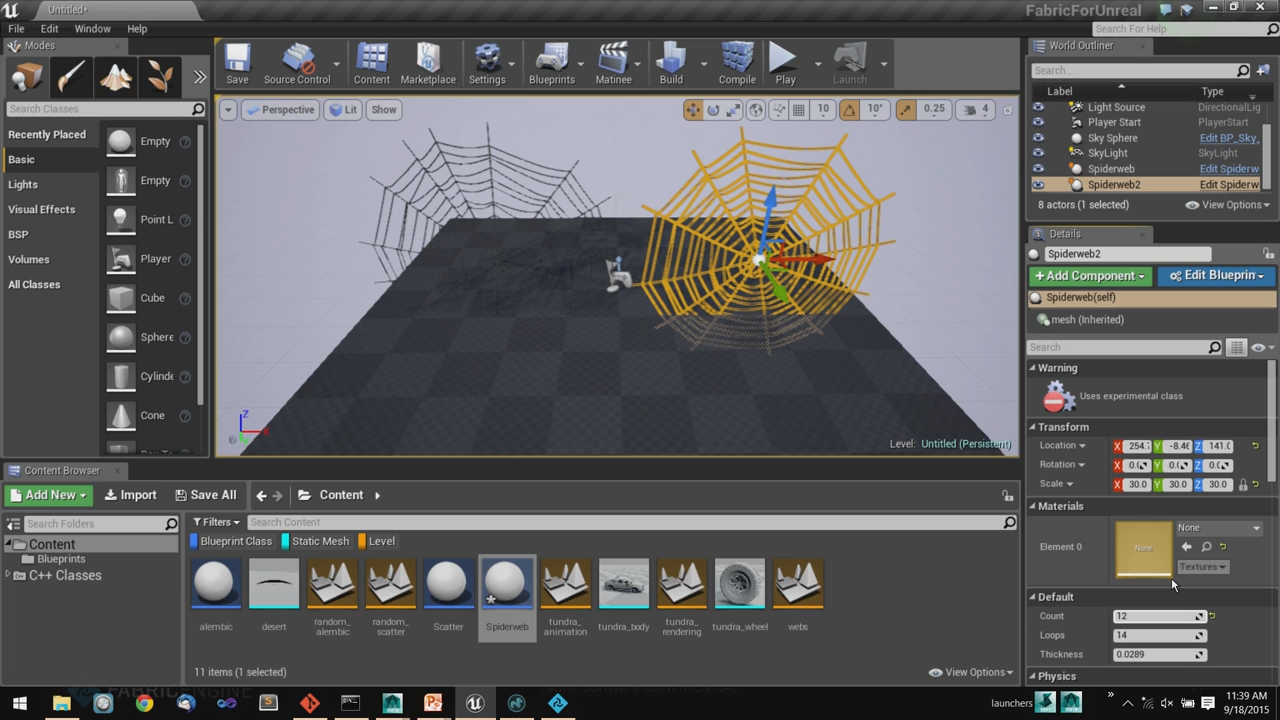 Untitled*
FabricForUnreal
File Edit Window Help
Search For Help
Modes
Search Classes
Recently Placed
Basic
Lights
Visual Effects
BSP
Volumes
All Classes
Empty
Empty
Point L
Player
Cube
Sphere
Cylinde
Cone
Save
Source Control
Content
Marketplace
Settings
Blueprints
Matinee
Build
Compile
Play
Launch
Perspective Lit Show
10 10° 0.25 4
Z
Level: Untitled (Persistent)
World Outliner
Search...
Label Type
Light Source DirectionalLig
Player Start PlayerStart
Sky Sphere Edit BP_Sky_
SkyLight SkyLight
Spiderweb Edit Spiderw
Spiderweb2 Edit Spiderw
8 actors (1 selected) View Options
Details
Spiderweb2
+Add Component Edit Blueprin
Spiderweb(self)
mesh (Inherited)
Search
Warning
Uses experimental class
Transform
Location X 254. Y -8.46 Z 141.0
Rotation X 0.0 Y 0.0 Z 0.0
Scale X 30.0 Y 30.0 Z 30.0
Materials
Element 0 None None
Textures
Default
Count 12
Loops 14
Thickness 0.0289
Physics
Content Browser
Add New Import Save All Content
Search Folders
Content
Blueprints
C++ Classes
Filters Search Content
Blueprint Class Static Mesh Level
alembic
desert
random_
alembic
random_
scatter
Scatter
Spiderweb
tundra_
animation
tundra_body
tundra_
rendering
tundra_wheel
webs
11 items (1 selected) View Options
FABRIC ENGINE
launchers
11:39 AM
9/18/2015